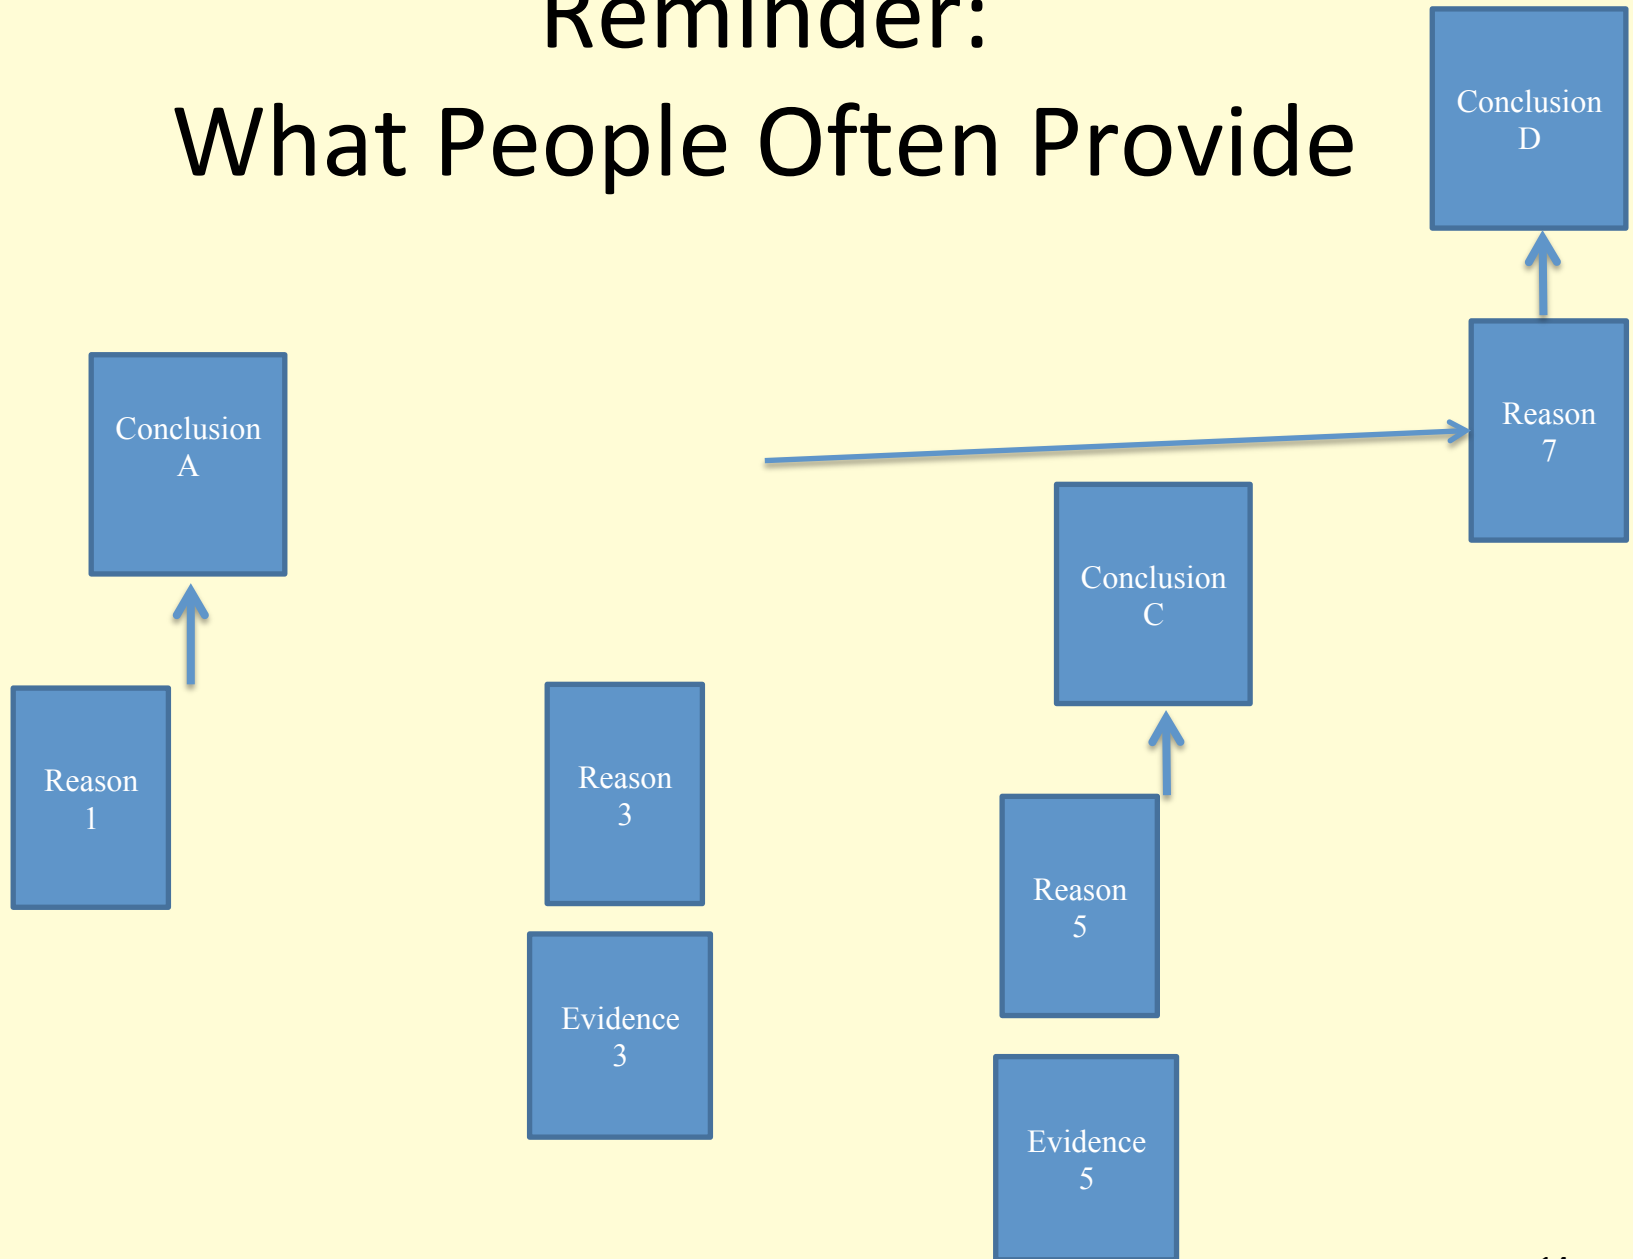 Reminder:
What People Often Provide
Conclusion
D
Reason
7
Conclusion
A
Conclusion
C
Reason
1
Reason
3
Reason
5
Evidence
3
Evidence
5